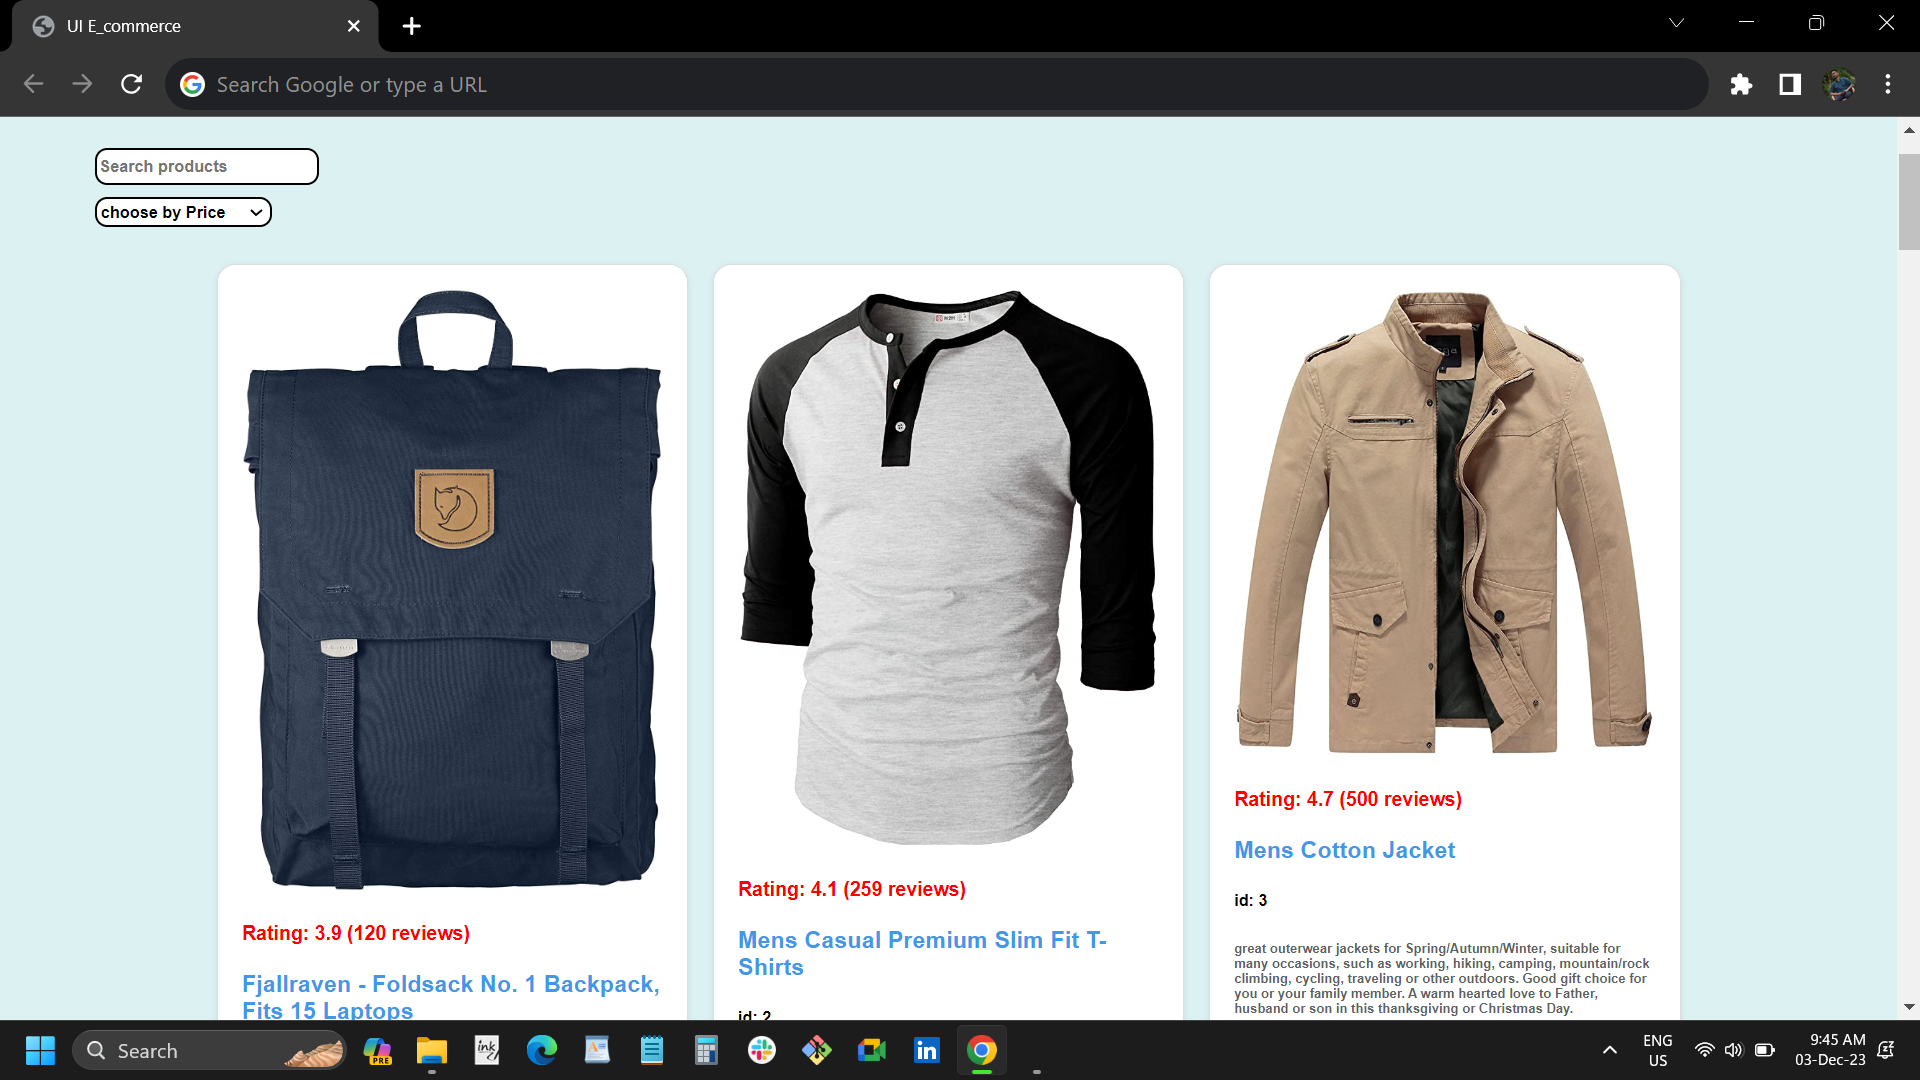 UI E_commerce
Search Google or type a URL
Search products
choose by Price
Rating: 3.9 (120 reviews)
Fjallraven - Foldsack No. 1 Backpack,
Fits 15 Laptops
Rating: 4.1 (259 reviews)
Mens Casual Premium Slim Fit T-
Shirts
id: 2
Rating: 4.7 (500 reviews)
Mens Cotton Jacket
id: 3
great outerwear jackets for Spring/Autumn/Winter, suitable for
many occasions, such as working, hiking, camping, mountain/rock
climbing, cycling, traveling or other outdoors. Good gift choice for
you or your family member. A warm hearted love to Father,
husband or son in this thanksgiving or Christmas Day.
Search
PRE
ink
in
ENG
US
9:45 AM
03-Dec-23